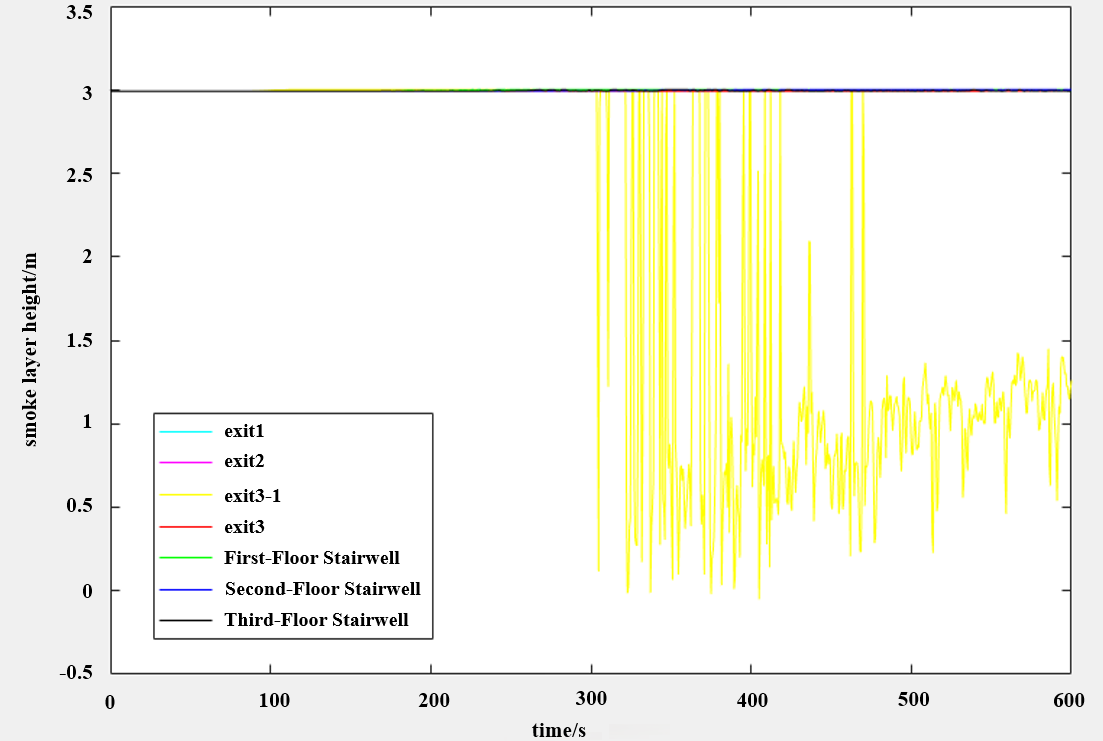 3.5
3
2.5
2
1.5
1
0.5
0
-0.5
smoke layer height/m
exit1
exit2
exit3-1
exit3
First-Floor Stairwell
Second-Floor Stairwell
Third-Floor Stairwell
0 100 200 300 400 500 600
time/s